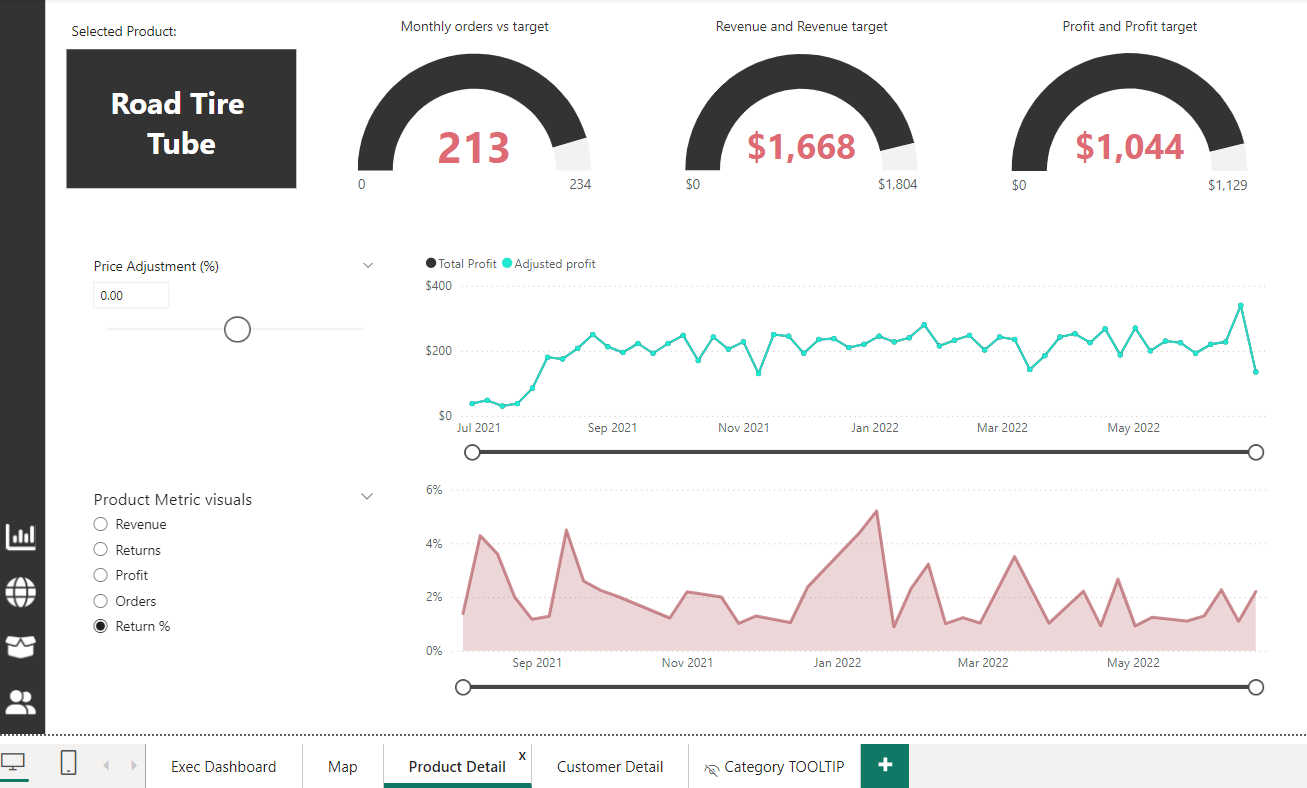 Selected Product:
Road Tire
Tube
Monthly orders vs target
213
0
234
Revenue and Revenue target
$1,668
$0
$1,804
Profit and Profit target
$1,044
$0
$1,129
Price Adjustment (%)
0.00
Total Profit
Adjusted profit
$400
$200
$0
Jul 2021
Sep 2021
Nov 2021
Jan 2022
Mar 2022
May 2022
Product Metric visuals
Revenue
Returns
Profit
Orders
Return %
6%
4%
2%
0%
Sep 2021
Nov 2021
Jan 2022
Mar 2022
May 2022
Exec Dashboard
Map
Product Detail
x
Customer Detail
Category TOOLTIP
+